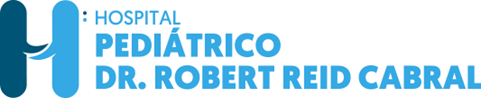 H: HOSPITAL
PEDIÁTRICO
DR. ROBERT REID CABRAL